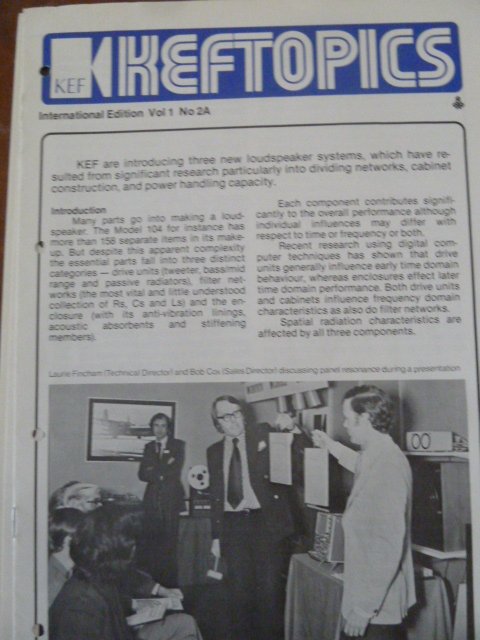 KEF KEFTOPICS
International Edition Vol 1 No 2A
KEF are introducing three new loudspeaker systems, which have re-
sulted from significant research particularly into dividing networks, cabinet
construction, and power handling capacity.
Introduction
Many parts go into making a loud-
speaker. The Model 104 for instance has
more than 156 separate items in its make-
up. But despite this apparent complexity
the essential parts fall into three distinct
categories — drive units (tweeter, bass/mid
range and passive radiators), filter net-
works (the most vital and little understood
collection of Rs, Cs and Ls) and the en-
closure (with its anti-vibration linings,
acoustic absorbents and stiffening
members).
Each component contributes signifi-
cantly to the overall performance although
individual influences may differ with
respect to time or frequency or both.
Recent research using digital com-
puter techniques has shown that drive
units generally influence early time domain
behaviour, whereas enclosures effect later
time domain performance. Both drive units
and cabinets influence frequency domain
characteristics as also do filter networks.
Spatial radiation characteristics are
affected by all three components.
Laurie Fincham (Technical Director) and Bob Cox (Sales Director) discussing panel resonance during a presentation